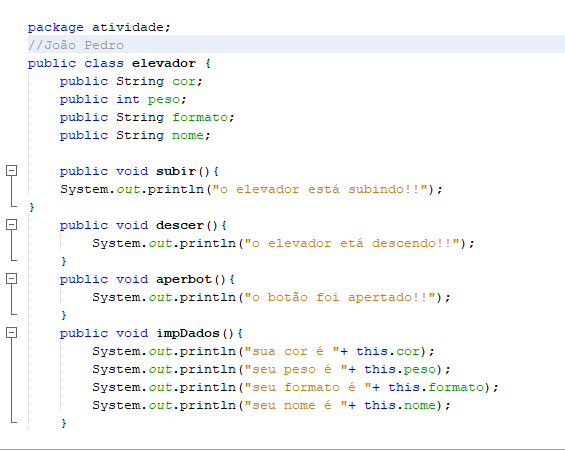 package atividade;
//João Pedro
public class elevador {
    public String cor;
    public int peso;
    public String formato;
    public String nome;

    public void subir(){
    System.out.println("o elevador está subindo!!");
}
    public void descer(){
        System.out.println("o elevador etá descendo!!");
    }
    public void aperbot(){
        System.out.println("o botão foi apertado!!");
    }
    public void impDados(){
        System.out.println("sua cor é "+ this.cor);
        System.out.println("seu peso é "+ this.peso);
        System.out.println("seu formato é "+ this.formato);
        System.out.println("seu nome é "+ this.nome);
    }